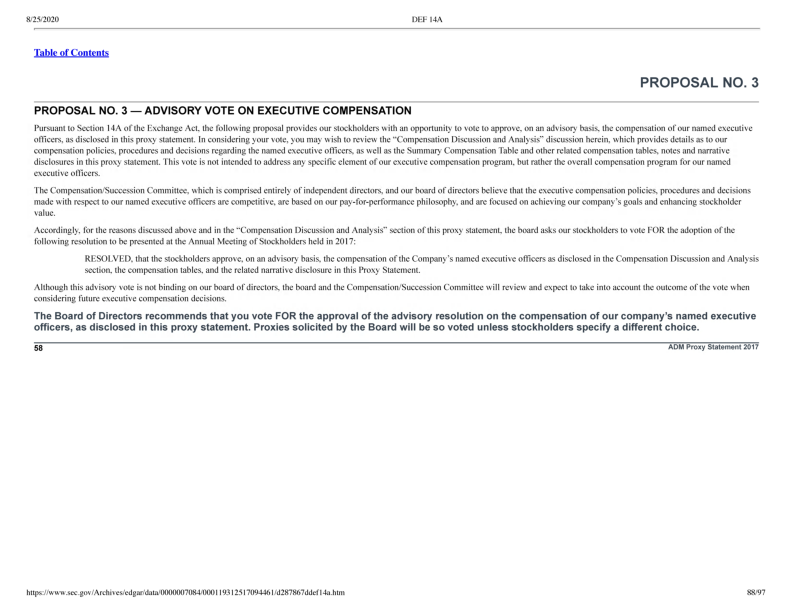 8/25/2020 DEF 14A
Table of Contents
PROPOSAL NO. 3
PROPOSAL NO. 3 — ADVISORY VOTE ON EXECUTIVE COMPENSATION
Pursuant to Section 14A of the Exchange Act, the following proposal provides our stockholders with an opportunity to vote to approve, on an advisory basis, the compensation of our named executive
officers, as disclosed in this proxy statement. In considering your vote, you may wish to review the “Compensation Discussion and Analysis” discussion herein, which provides details as to our
compensation policies, procedures and decisions regarding the named executive officers, as well as the Summary Compensation Table and other related compensation tables, notes and narrative
disclosures in this proxy statement. This vote is not intended to address any specific element of our executive compensation program, but rather the overall compensation program for our named
executive officers.
The Compensation/Succession Committee, which is comprised entirely of independent directors, and our board of directors believe that the executive compensation policies, procedures and decisions
made with respect to our named executive officers are competitive, are based on our pay-for-performance philosophy, and are focused on achieving our company’s goals and enhancing stockholder
value.
Accordingly, for the reasons discussed above and in the “Compensation Discussion and Analysis” section of this proxy statement, the board asks our stockholders to vote FOR the adoption of the
following resolution to be presented at the Annual Meeting of Stockholders held in 2017:
RESOLVED, that the stockholders approve, on an advisory basis, the compensation of the Company’s named executive officers as disclosed in the Compensation Discussion and Analysis
section, the compensation tables, and the related narrative disclosure in this Proxy Statement.
Although this advisory vote is not binding on our board of directors, the board and the Compensation/Succession Committee will review and expect to take into account the outcome of the vote when
considering future executive compensation decisions.
The Board of Directors recommends that you vote FOR the approval of the advisory resolution on the compensation of our company’s named executive
officers, as disclosed in this proxy statement. Proxies solicited by the Board will be so voted unless stockholders specify a different choice.
58 ADM Proxy Statement 2017
https://www.sec.gov/Archives/edgar/data/0000007084/000119312517094461/d287867ddef14a.htm 88/97